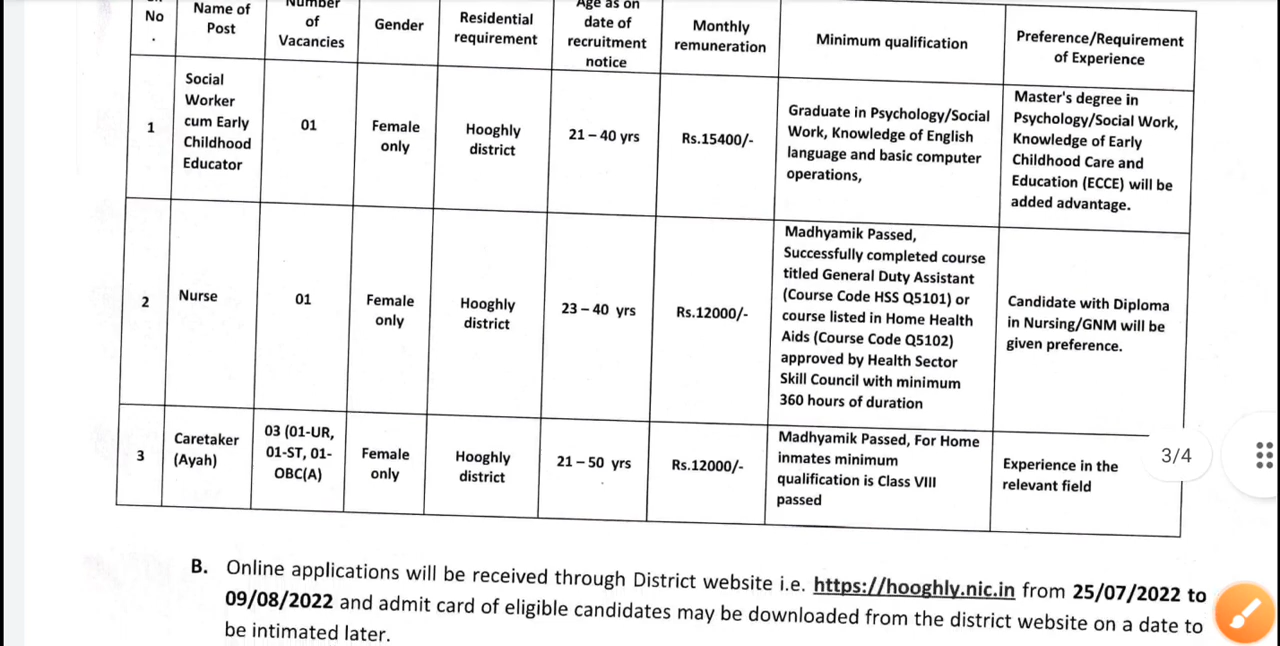 No
.
Name of
Post
Number
of
Vacancies
Gender
Residential
requirement
Age as on
date of
recruitment
notice
Monthly
remuneration
Minimum qualification
Preference/Requirement
of Experience
1
Social
Worker
cum Early
Childhood
Educator
01
Female
only
Hooghly
district
21 – 40 yrs
Rs.15400/-
Graduate in Psychology/Social
Work, Knowledge of English
language and basic computer
operations,
Master's degree in
Psychology/Social Work,
Knowledge of Early
Childhood Care and
Education (ECCE) will be
added advantage.
2
Nurse
01
Female
only
Hooghly
district
23 – 40 yrs
Rs.12000/-
Madhyamik Passed,
Successfully completed course
titled General Duty Assistant
(Course Code HSS Q5101) or
course listed in Home Health
Aids (Course Code Q5102)
approved by Health Sector
Skill Council with minimum
360 hours of duration
Candidate with Diploma
in Nursing/GNM will be
given preference.
3
Caretaker
(Ayah)
03 (01-UR,
01-ST, 01-
OBC(A)
Female
only
Hooghly
district
21 – 50 yrs
Rs.12000/-
Madhyamik Passed, For Home
inmates minimum
qualification is Class VIII
passed
Experience in the
relevant field
3/4
B. Online applications will be received through District website i.e. https://hooghly.nic.in from 25/07/2022 to
09/08/2022 and admit card of eligible candidates may be downloaded from the district website on a date to
be intimated later.